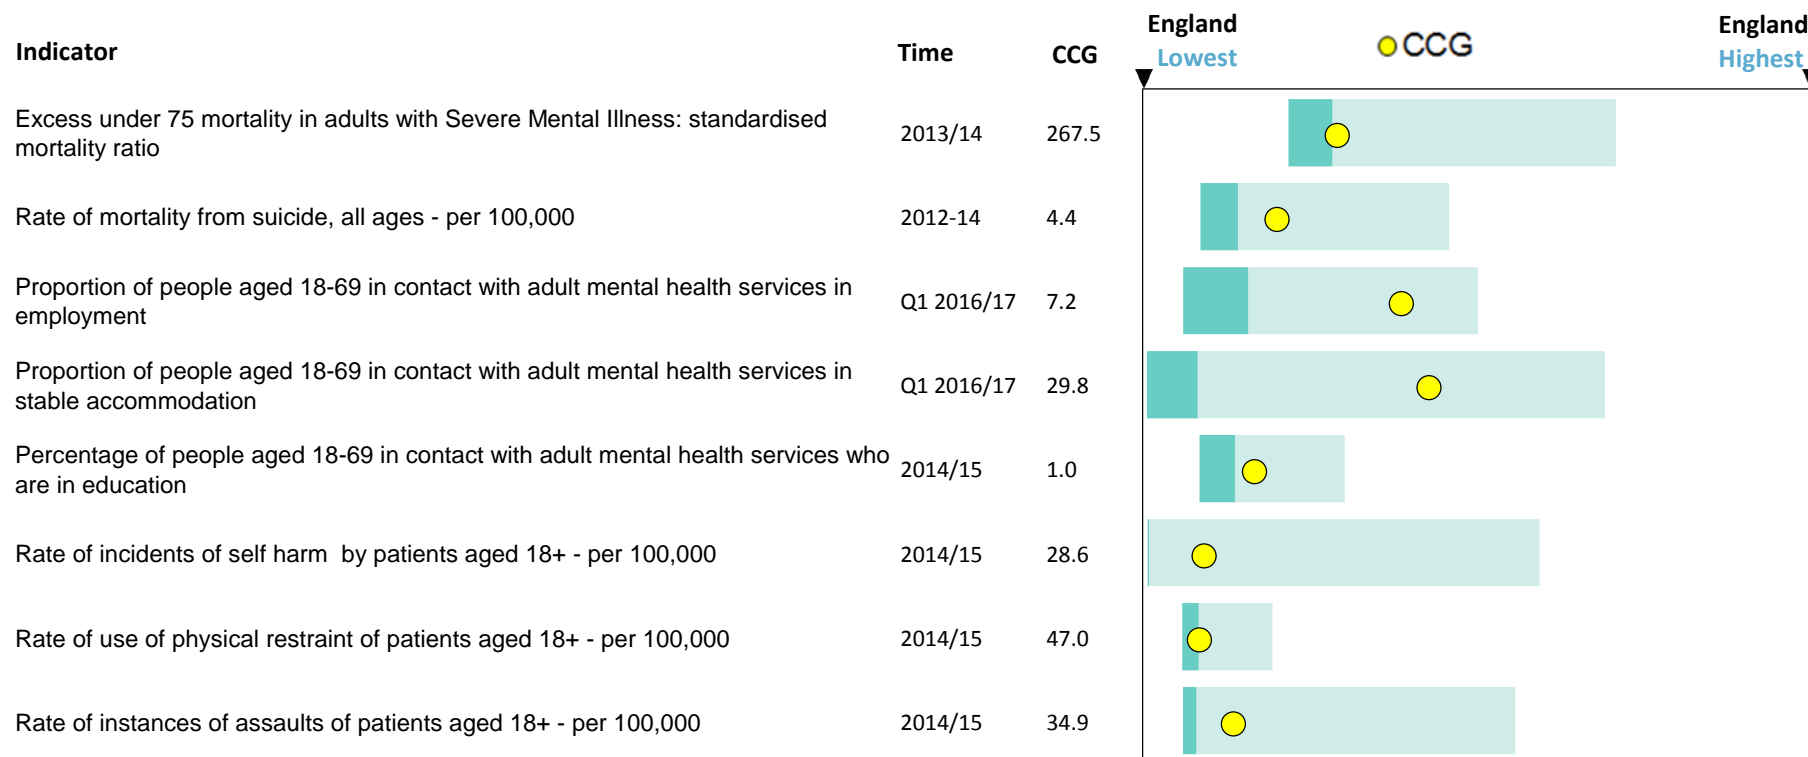 England
England
Indicator
Time
CCG
Lowest
CCG
Highest
Excess under 75 mortality in adults with Severe Mental Illness: standardised
mortality ratio
2013/14
267.5
Rate of mortality from suicide, all ages - per 100,000
2012-14
4.4
Proportion of people aged 18-69 in contact with adult mental health services in
employment
Q1 2016/17
7.2
Proportion of people aged 18-69 in contact with adult mental health services in
stable accommodation
Q1 2016/17
29.8
Percentage of people aged 18-69 in contact with adult mental health services who
are in education
2014/15
1.0
Rate of incidents of self harm  by patients aged 18+ - per 100,000
2014/15
28.6
Rate of use of physical restraint of patients aged 18+ - per 100,000
2014/15
47.0
Rate of instances of assaults of patients aged 18+ - per 100,000
2014/15
34.9